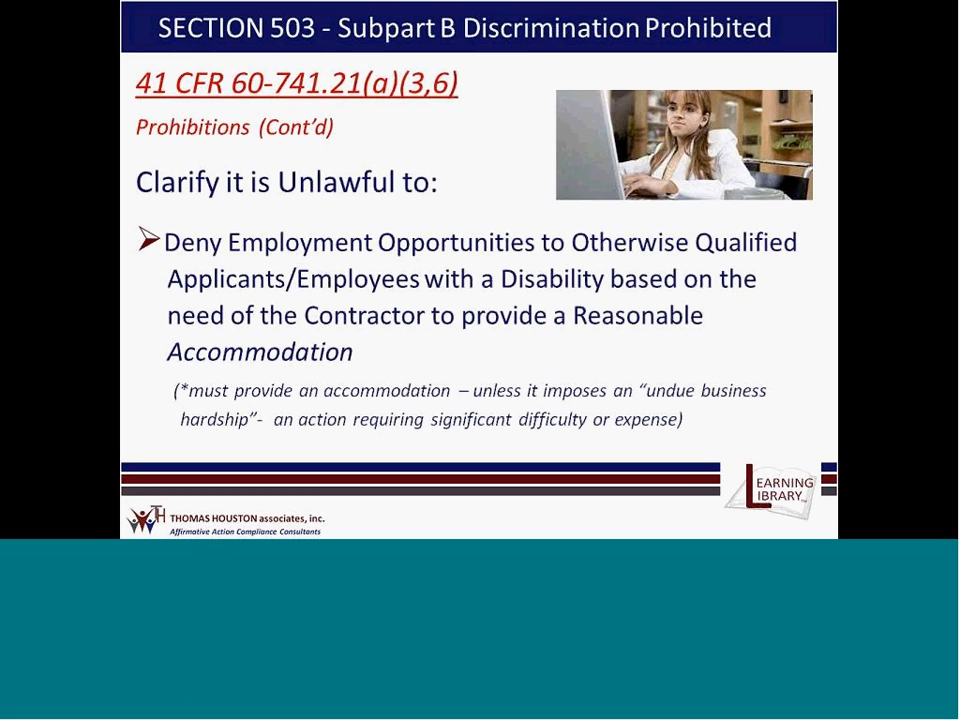 SECTION 503 - Subpart B Discrimination Prohibited
41 CFR 60-741.21(a)(3,6)
Prohibitions (Cont’d)
Clarify it is Unlawful to:
Deny Employment Opportunities to Otherwise Qualified
Applicants/Employees with a Disability based on the
need of the Contractor to provide a Reasonable
Accommodation
(*must provide an accommodation – unless it imposes an “undue business
hardship”- an action requiring significant difficulty or expense)
LEARNING
LIBRARY
TH THOMAS HOUSTON associates, inc.
Affirmative Action Compliance Consultants